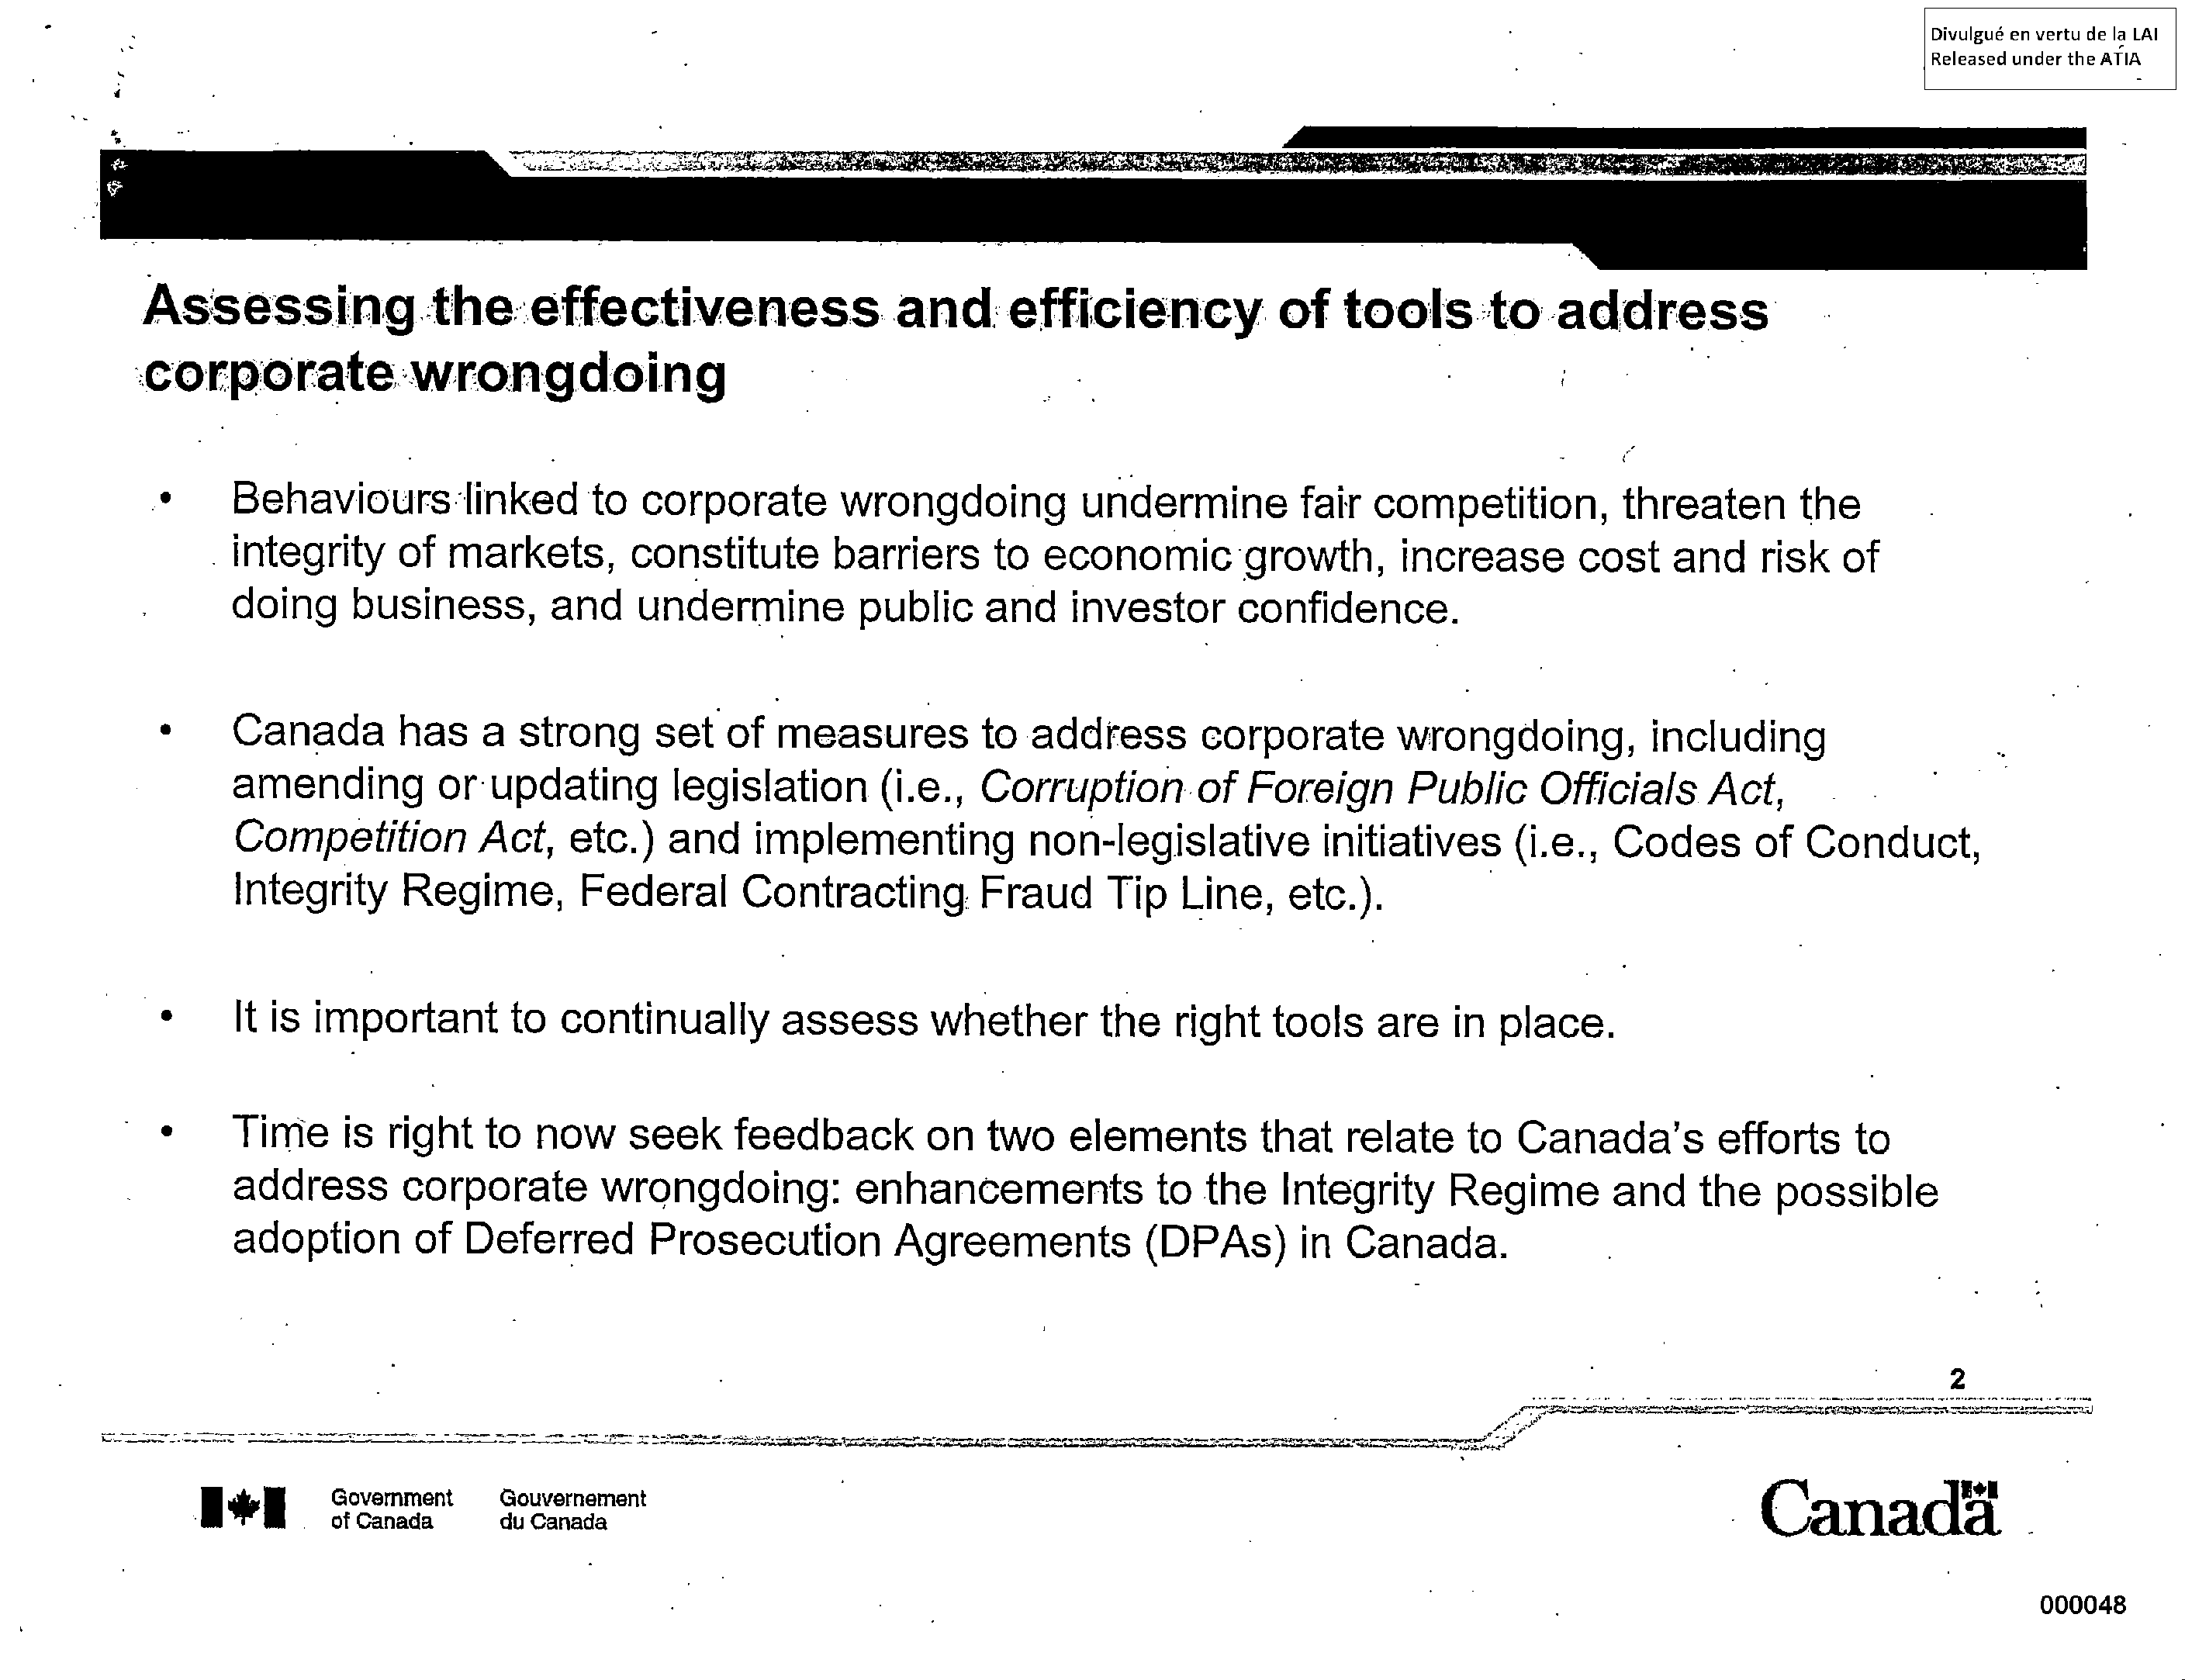 Divulgué en vertu de la LAI
Released under the ATIA
Assessing the effectiveness and efficiency of tools to address
corporate wrongdoing
• Behaviours linked to corporate wrongdoing undermine fair competition, threaten the
integrity of markets, constitute barriers to economic growth, increase cost and risk of
doing business, and undermine public and investor confidence.
• Canada has a strong set of measures to address corporate wrongdoing, including
amending or updating legislation (i.e., Corruption of Foreign Public Officials Act,
Competition Act, etc.) and implementing non-legislative initiatives (i.e., Codes of Conduct,
Integrity Regime, Federal Contracting Fraud Tip Line, etc.).
• It is important to continually assess whether the right tools are in place.
• Time is right to now seek feedback on two elements that relate to Canada's efforts to
address corporate wrongdoing: enhancements to the Integrity Regime and the possible
adoption of Deferred Prosecution Agreements (DPAs) in Canada.
2
Government Gouvernement
of Canada du Canada
Canada
000048